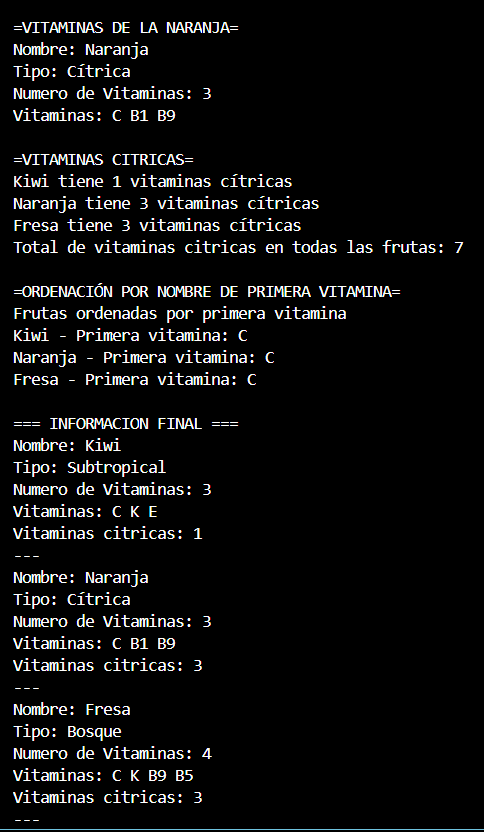 =VITAMINAS DE LA NARANJA=
Nombre: Naranja
Tipo: Cítrica
Numero de Vitaminas: 3
Vitaminas: C B1 B9

=VITAMINAS CITRICAS=
Kiwi tiene 1 vitaminas cítricas
Naranja tiene 3 vitaminas cítricas
Fresa tiene 3 vitaminas cítricas
Total de vitaminas citricas en todas las frutas: 7

=ORDENACIÓN POR NOMBRE DE PRIMERA VITAMINA=
Frutas ordenadas por primera vitamina
Kiwi - Primera vitamina: C
Naranja - Primera vitamina: C
Fresa - Primera vitamina: C

=== INFORMACION FINAL ===
Nombre: Kiwi
Tipo: Subtropical
Numero de Vitaminas: 3
Vitaminas: C K E
Vitaminas citricas: 1
---
Nombre: Naranja
Tipo: Cítrica
Numero de Vitaminas: 3
Vitaminas: C B1 B9
Vitaminas citricas: 3
---
Nombre: Fresa
Tipo: Bosque
Numero de Vitaminas: 4
Vitaminas: C K B9 B5
Vitaminas citricas: 3
---